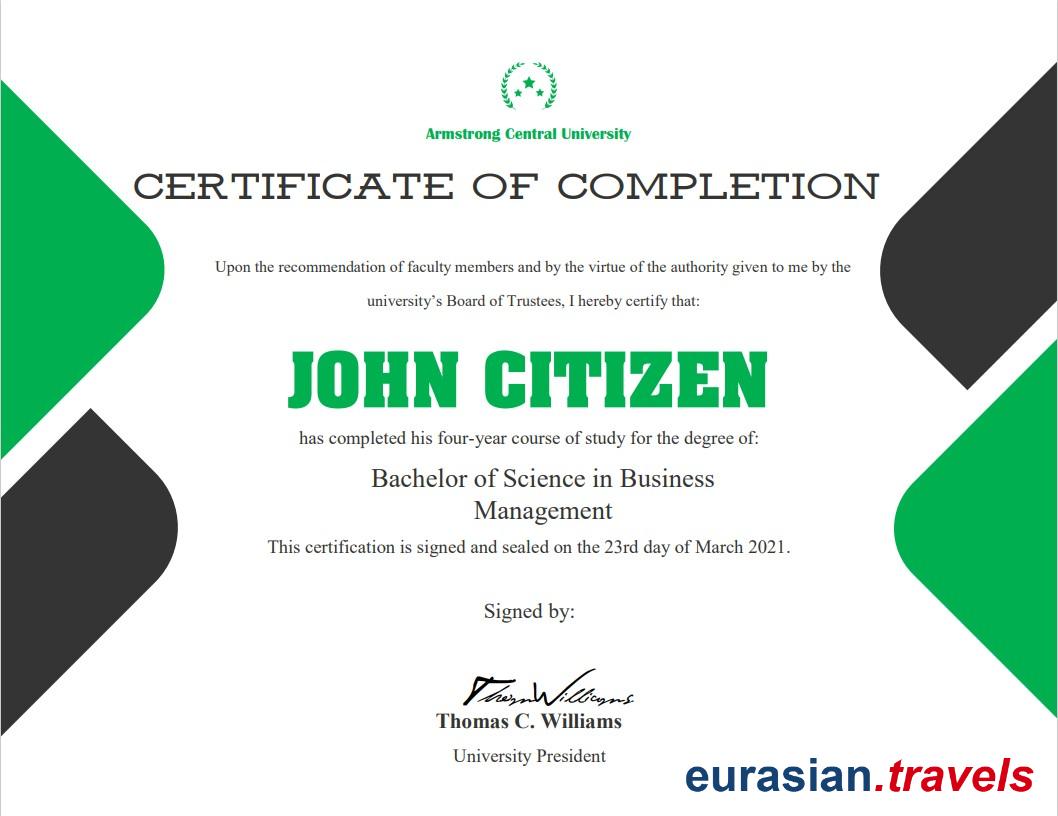 Armstrong Central University
CERTIFICATE OF COMPLETION
Upon the recommendation of faculty members and by the virtue of the authority given to me by the
university’s Board of Trustees, I hereby certify that:
JOHN CITIZEN
has completed his four-year course of study for the degree of:
Bachelor of Science in Business
Management
This certification is signed and sealed on the 23rd day of March 2021.
Signed by:
ThomWilliams
Thomas C. Williams
University President
eurasian.travels